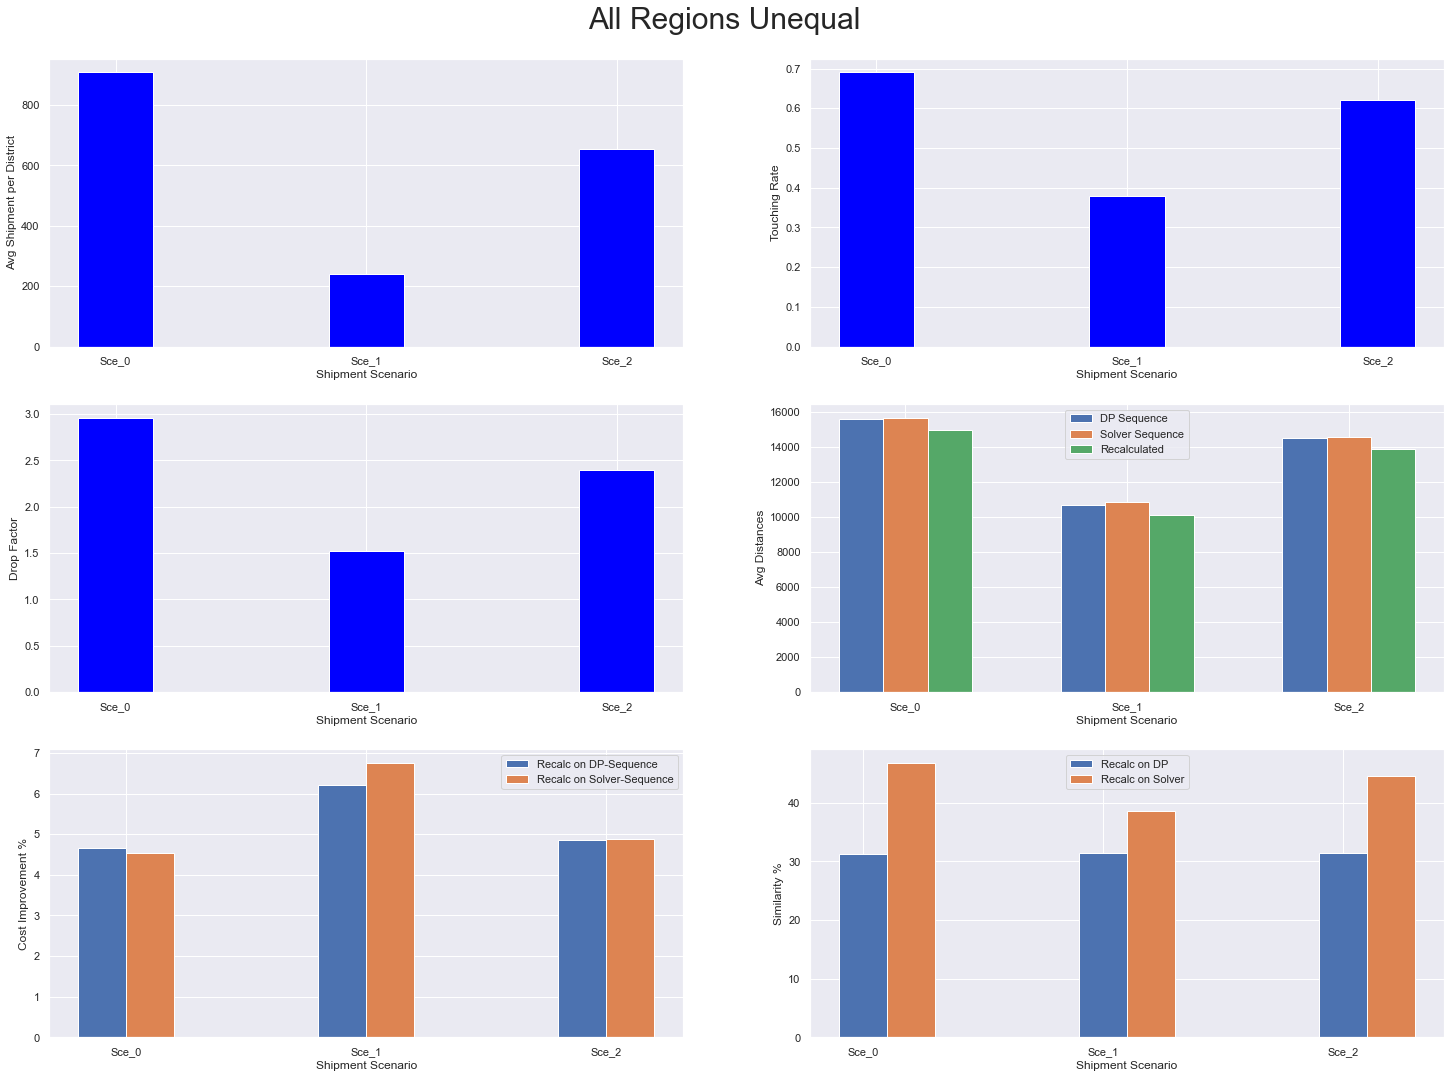 All Regions Unequal
Avg Shipment per District
800
600
400
200
0
Sce_0 Sce_1 Sce_2
Shipment Scenario
Touching Rate
0.7
0.6
0.5
0.4
0.3
0.2
0.1
0.0
Sce_0 Sce_1 Sce_2
Shipment Scenario
Drop Factor
3.0
2.5
2.0
1.5
1.0
0.5
0.0
Sce_0 Sce_1 Sce_2
Shipment Scenario
Avg Distances
16000
14000
12000
10000
8000
6000
4000
2000
0
DP Sequence
Solver Sequence
Recalculated
Sce_0 Sce_1 Sce_2
Shipment Scenario
Cost Improvement %
7
6
5
4
3
2
1
0
Recalc on DP-Sequence
Recalc on Solver-Sequence
Sce_0 Sce_1 Sce_2
Shipment Scenario
Similarity %
40
30
20
10
0
Recalc on DP
Recalc on Solver
Sce_0 Sce_1 Sce_2
Shipment Scenario